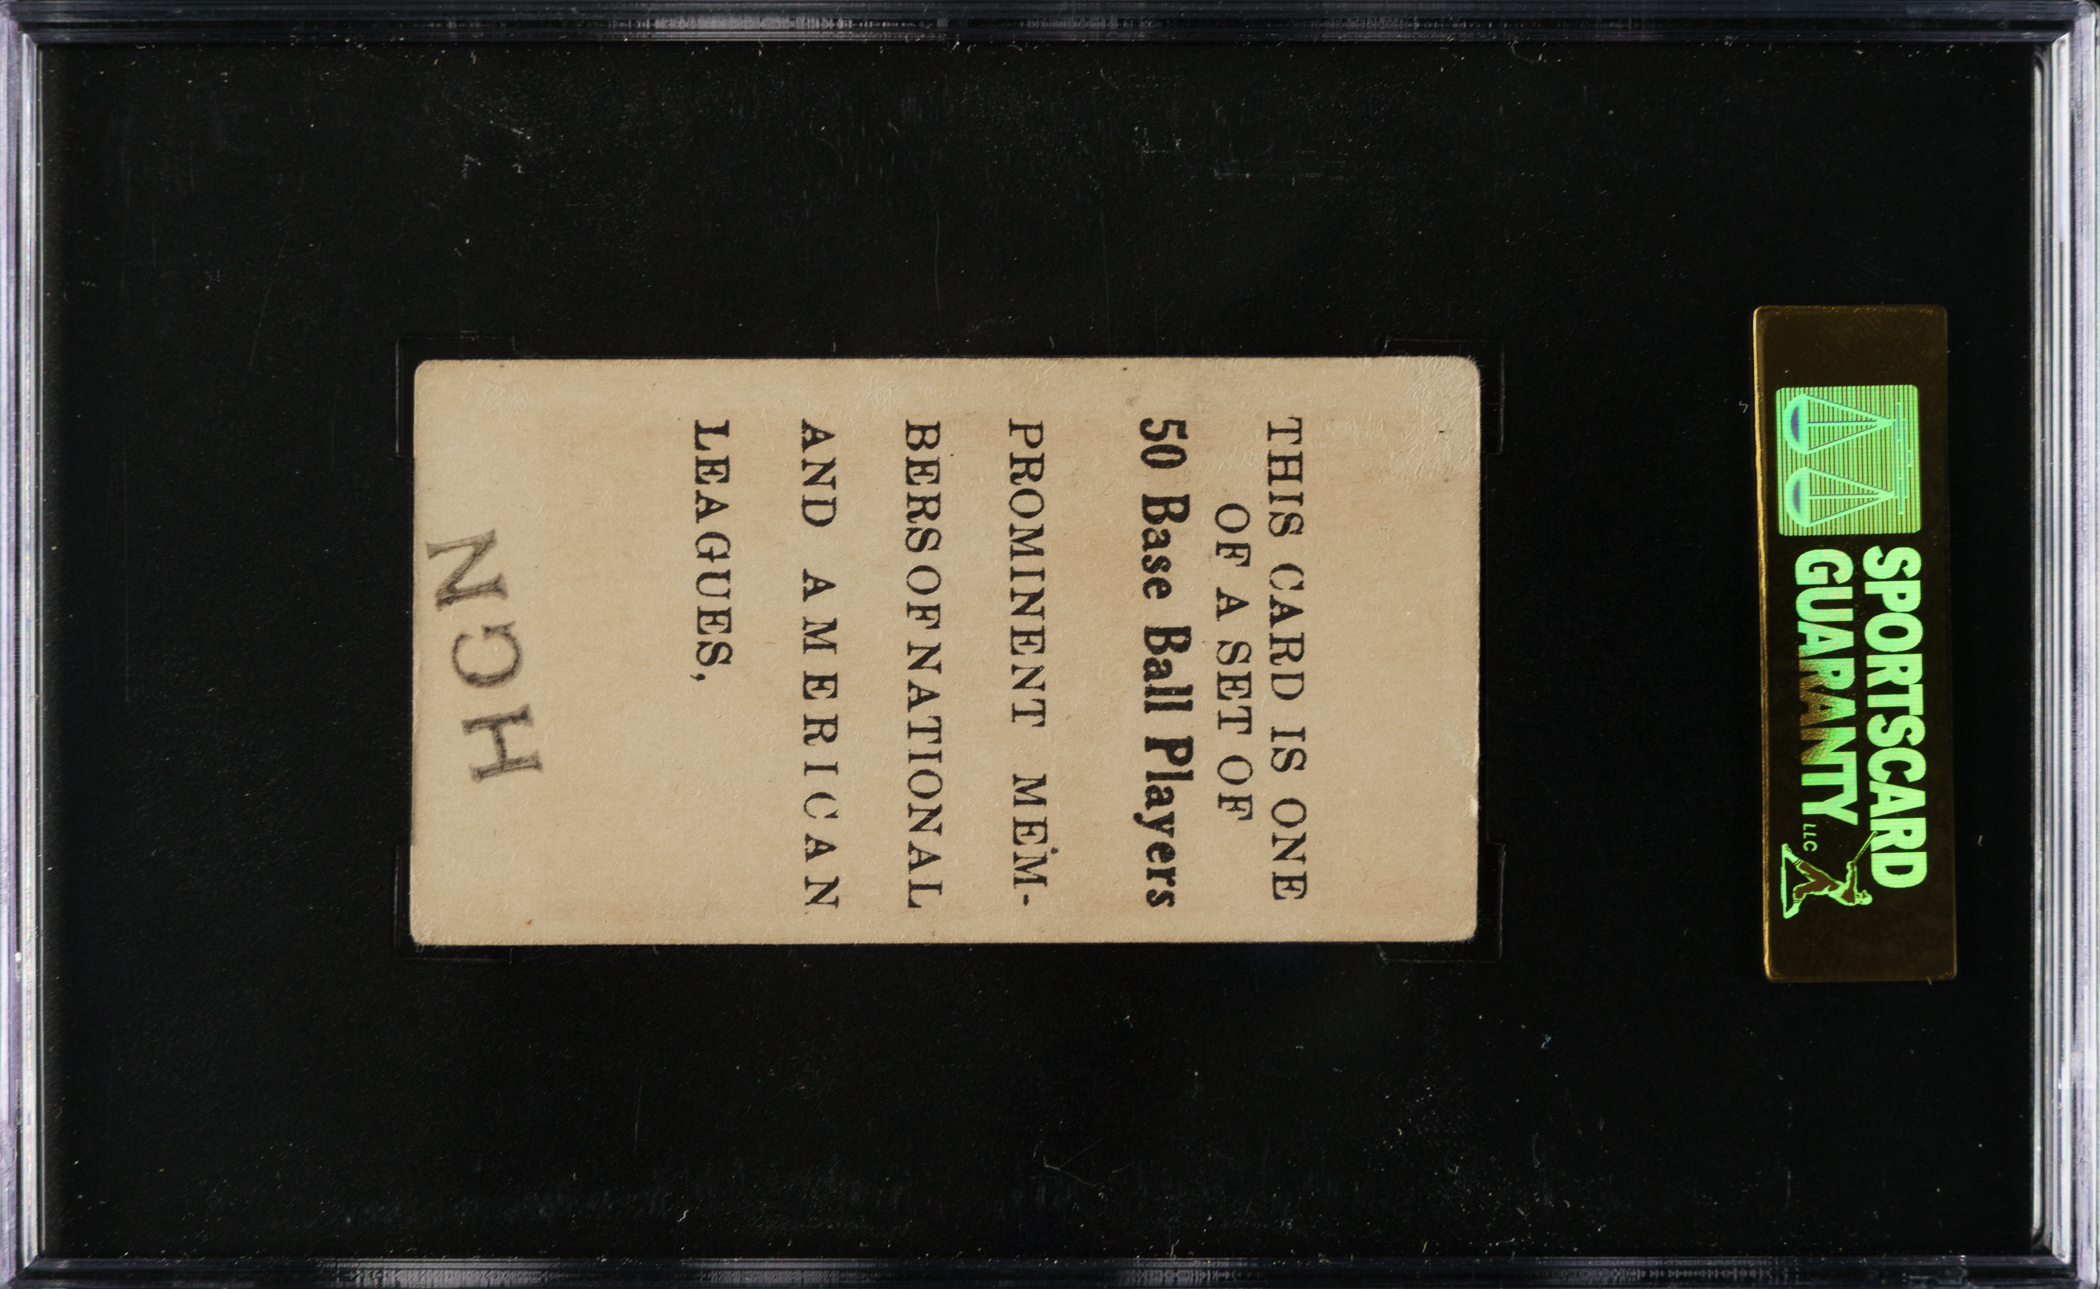 THIS CARD IS ONE
OF A SET OF
50 Base Ball Players
PROMINENT MEM-
BERS OF NATIONAL
AND AMERICAN
LEAGUES,
HGN
SPORTSCARD
GUARANTY LLC